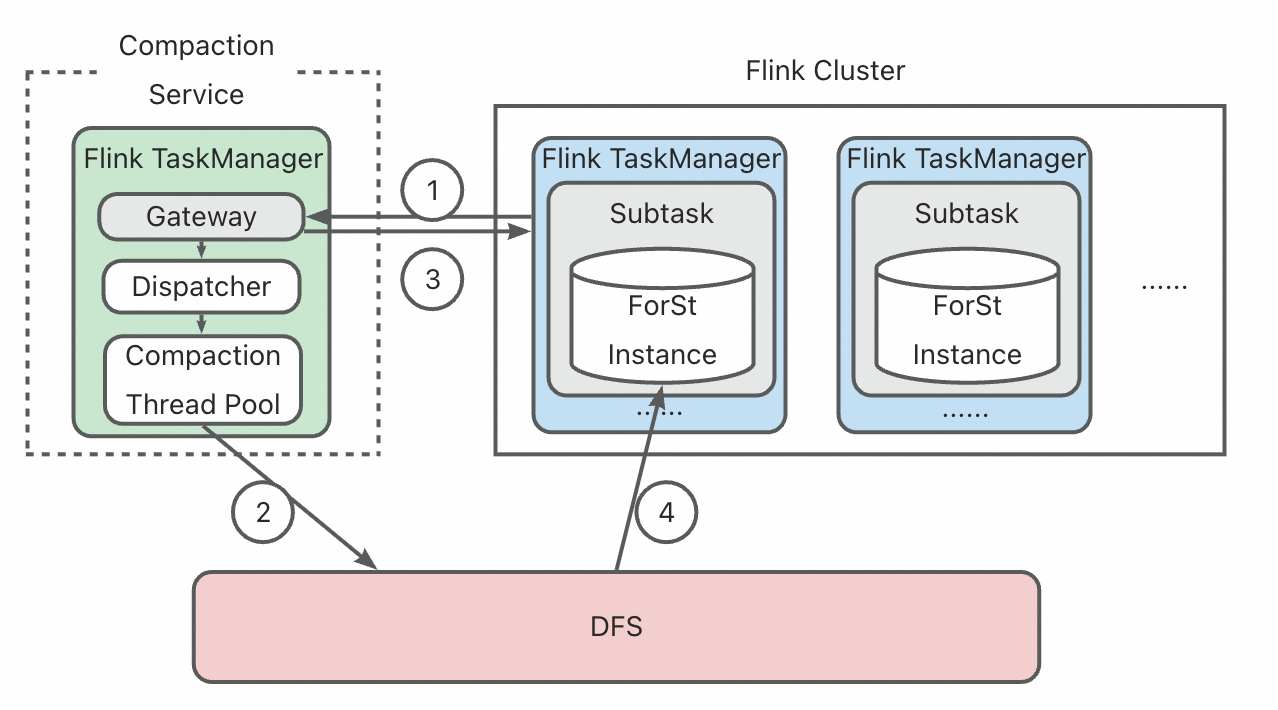 Compaction
Service
Flink TaskManager
Gateway
Dispatcher
Compaction
Thread Pool
1
3
Flink Cluster
Flink TaskManager
Subtask
ForSt
Instance
......
Flink TaskManager
Subtask
ForSt
Instance
......
......
2
4
DFS